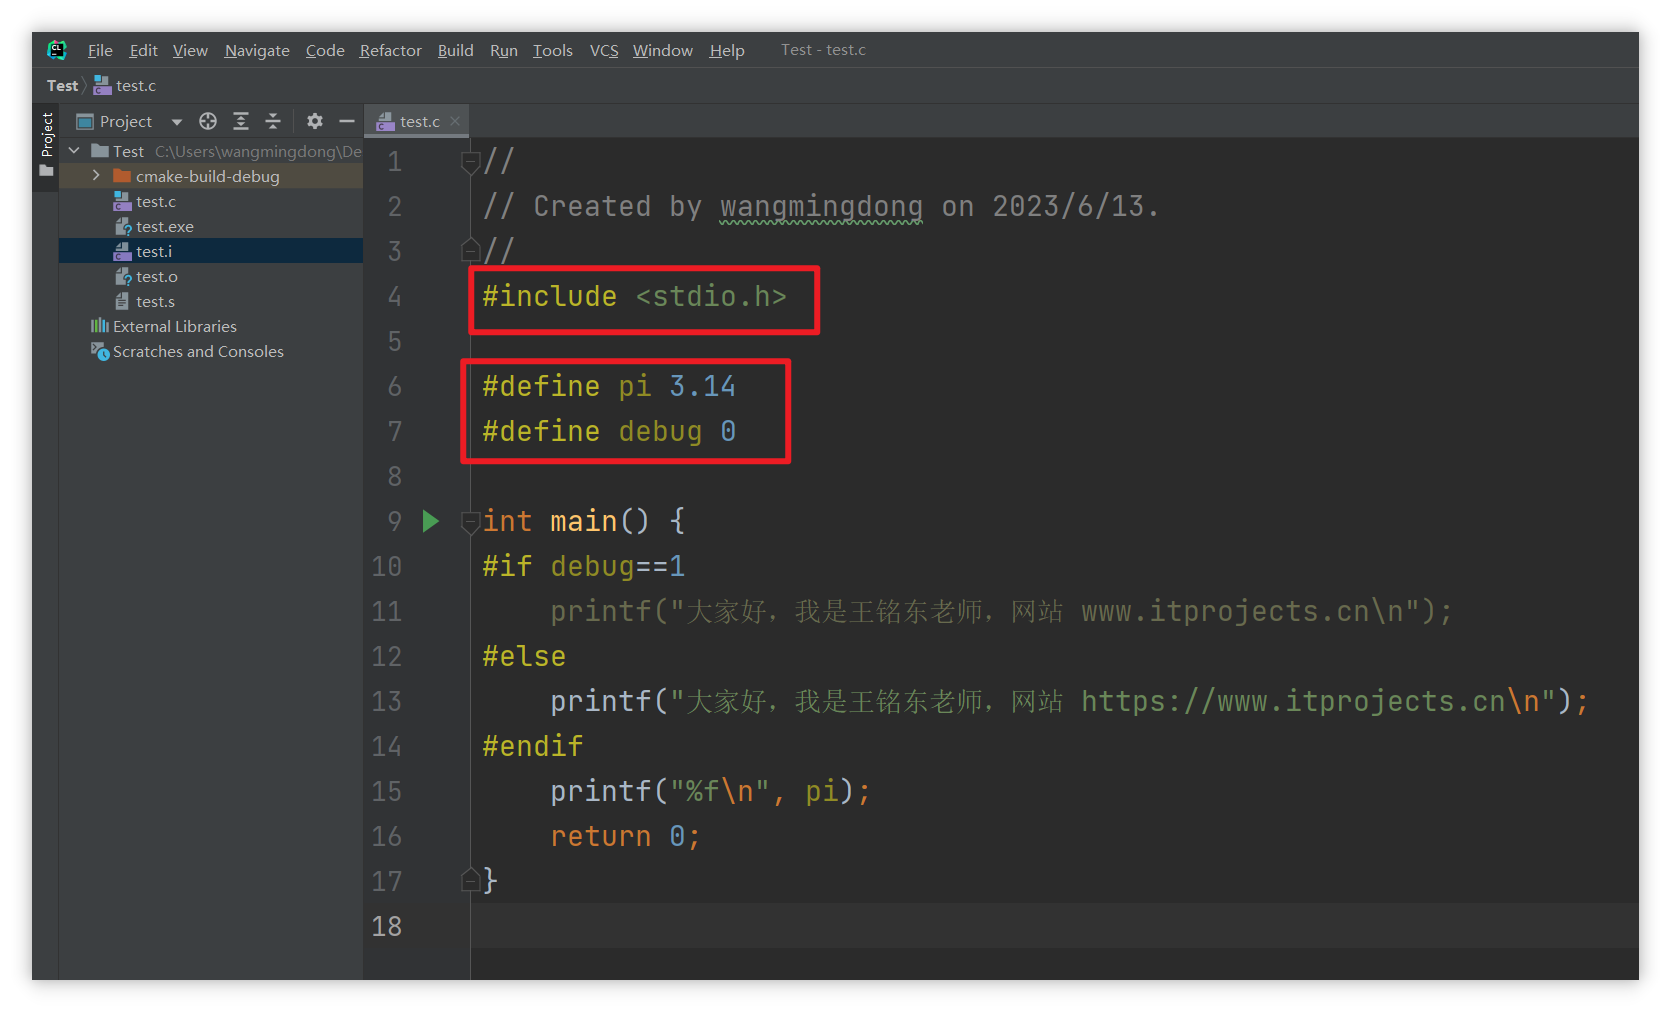 CL
File Edit View Navigate Code Refactor Build Run Tools VCS Window Help Test - test.c
Test test.c
Project
Project
test.c
Test C:\Users\wangmingdong\De
cmake-build-debug
test.c
test.exe
test.i
test.o
test.s
External Libraries
Scratches and Consoles
1 //
2 // Created by wangmingdong on 2023/6/13.
3 //
4 #include <stdio.h>
5
6 #define pi 3.14
7 #define debug 0
8
9 int main() {
10 #if debug==1
11 printf("大家好，我是王铭东老师，网站 www.itprojects.cn\n");
12 #else
13 printf("大家好，我是王铭东老师，网站 https://www.itprojects.cn\n");
14 #endif
15 printf("%f\n", pi);
16 return 0;
17 }
18